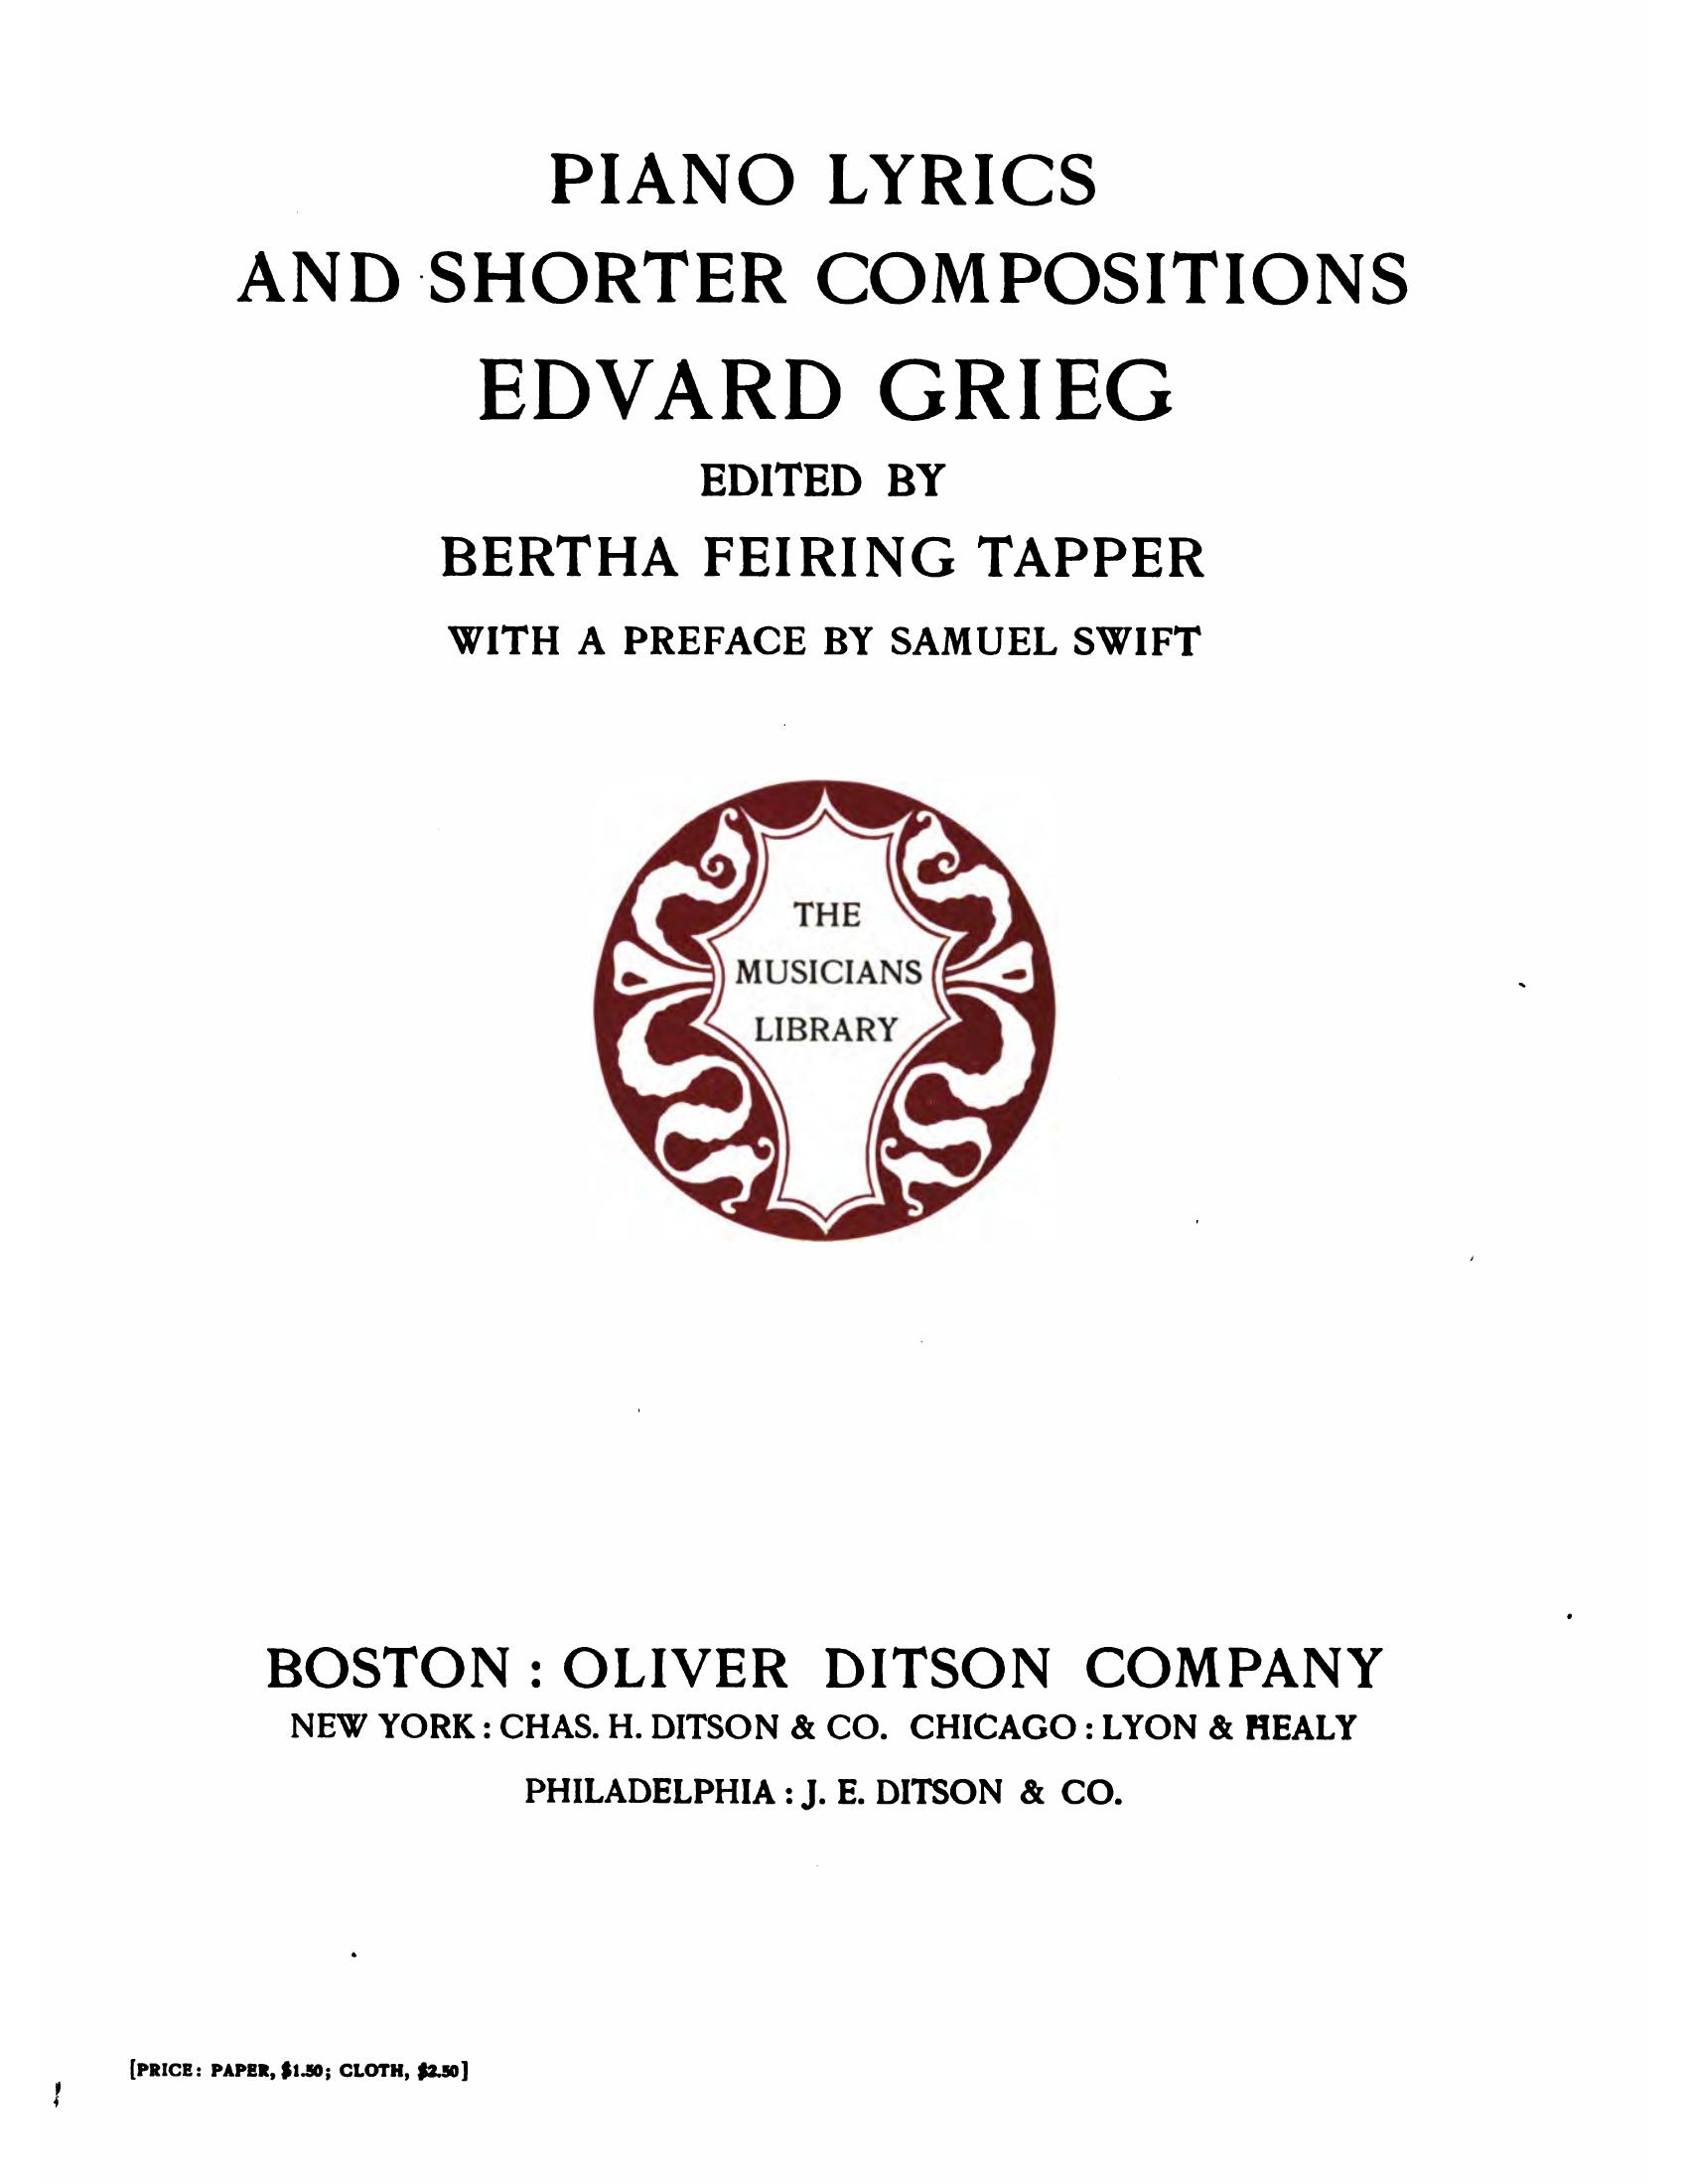 PIANO LYRICS
AND SHORTER COMPOSITIONS
EDVARD GRIEG
EDITED BY
BERTHA FEIRING TAPPER
WITH A PREFACE BY SAMUEL SWIFT
THE
MUSICIANS
LIBRARY
BOSTON : OLIVER DITSON COMPANY
NEW YORK : CHAS. H. DITSON & CO. CHICAGO : LYON & HEALY
PHILADELPHIA : J. E. DITSON & CO.
[PRICE: PAPER, $1.50; CLOTH, $2.50]